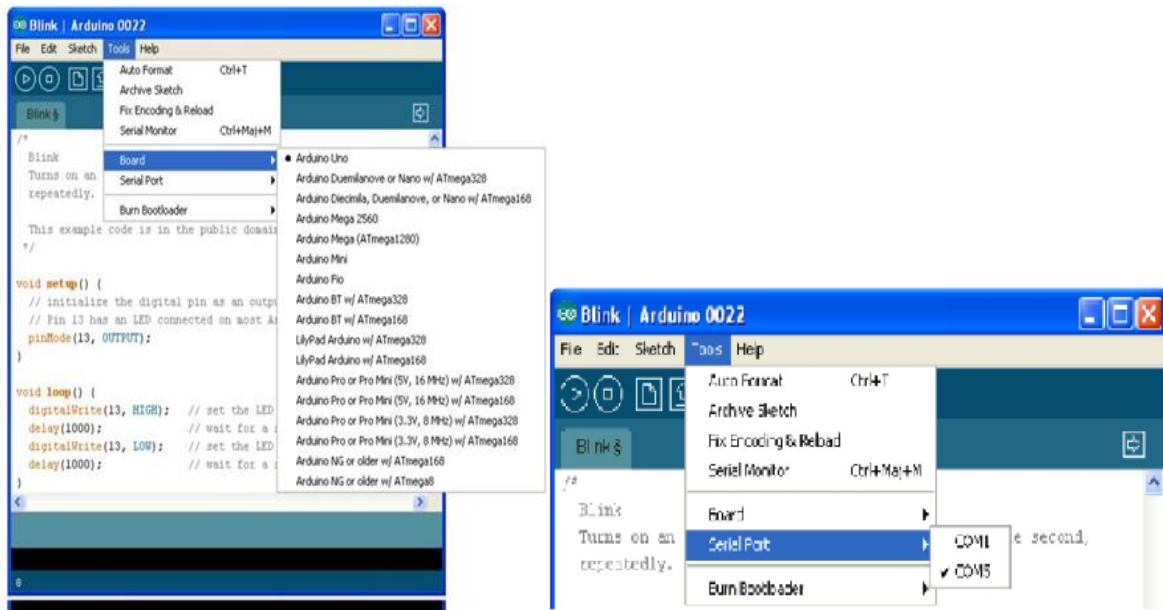 Blink | Arduino 0022
File Edit Sketch Tools Help
Auto Format Ctrl+T
Archive Sketch
Fix Encoding & Reload
Serial Monitor Ctrl+Maj+M
Board
Serial Port
Burn Bootloader
Arduino Uno
Arduino Duemilanove or Nano w/ ATmega328
Arduino Diecimila, Duemilanove, or Nano w/ ATmega168
Arduino Mega 2560
Arduino Mega (ATmega1280)
Arduino Mini
Arduino Fio
Arduino BT w/ ATmega328
Arduino BT w/ ATmega168
LilyPad Arduino w/ ATmega328
LilyPad Arduino w/ ATmega168
Arduino Pro or Pro Mini (5V, 16 MHz) w/ ATmega328
Arduino Pro or Pro Mini (5V, 16 MHz) w/ ATmega168
Arduino Pro or Pro Mini (3.3V, 8 MHz) w/ ATmega328
Arduino Pro or Pro Mini (3.3V, 8 MHz) w/ ATmega168
Arduino NG or older w/ ATmega168
Arduino NG or older w/ ATmega8
Blink §
/*
Blink
Turns on an
repeatedly.
This example code is in the public domain
*/
void setup() {
// initialize the digital pin as an outp
// Pin 13 has an LED connected on most A
pinMode(13, OUTPUT);
}
void loop() {
digitalWrite(13, HIGH); // set the LED
delay(1000); // wait for a
digitalWrite(13, LOW); // set the LED
delay(1000); // wait for a
}
8
Blink | Arduino 0022
File Edit Sketch Tools Help
Auto Format Ctrl+T
Archive Sketch
Fix Encoding & Reload
Serial Monitor Ctrl+Maj+M
Board
Serial Port
Burn Bootloader
COM1
Blink §
/*
Blink
Turns on an e second,
repeatedly.